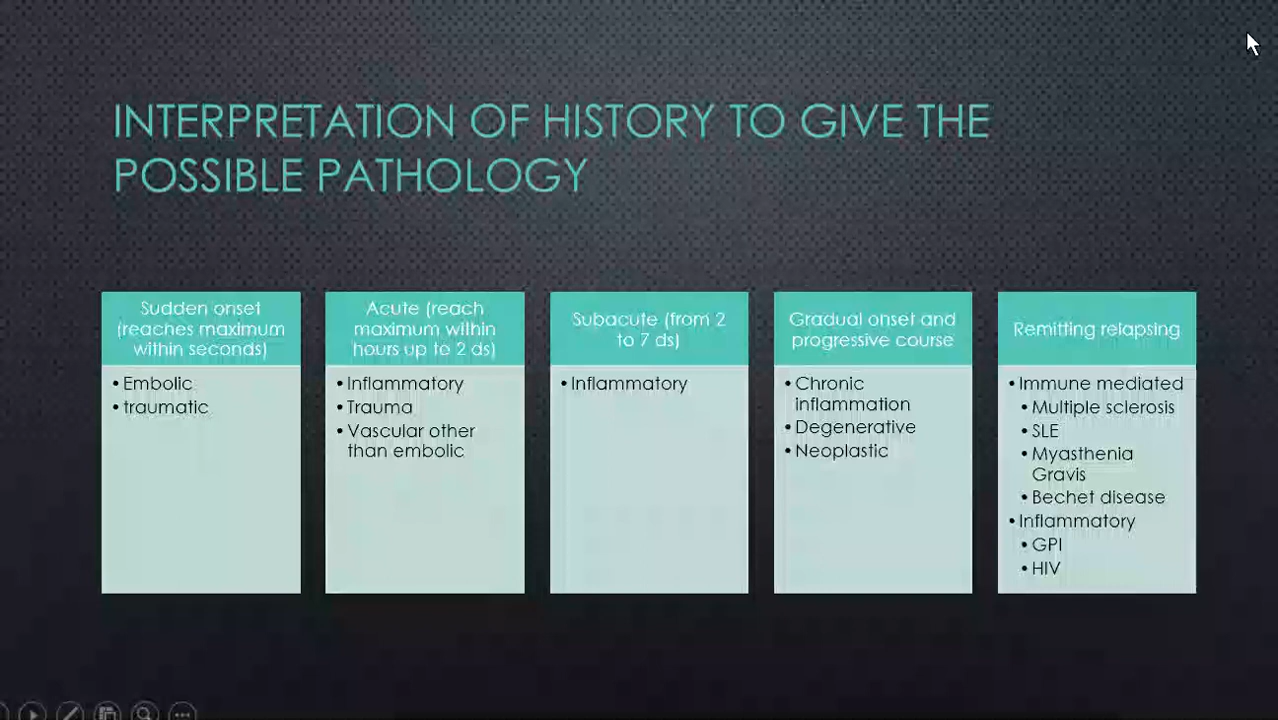 INTERPRETATION OF HISTORY TO GIVE THE
POSSIBLE PATHOLOGY
Sudden onset
(reaches maximum
within seconds)
• Embolic
• traumatic
Acute (reach
maximum within
hours up to 2 ds)
• Inflammatory
• Trauma
• Vascular other
than embolic
Subacute (from 2
to 7 ds)
• Inflammatory
Gradual onset and
progressive course
• Chronic
inflammation
• Degenerative
• Neoplastic
Remitting relapsing
• Immune mediated
• Multiple sclerosis
• SLE
• Myasthenia
Gravis
• Bechet disease
• Inflammatory
• GPI
• HIV